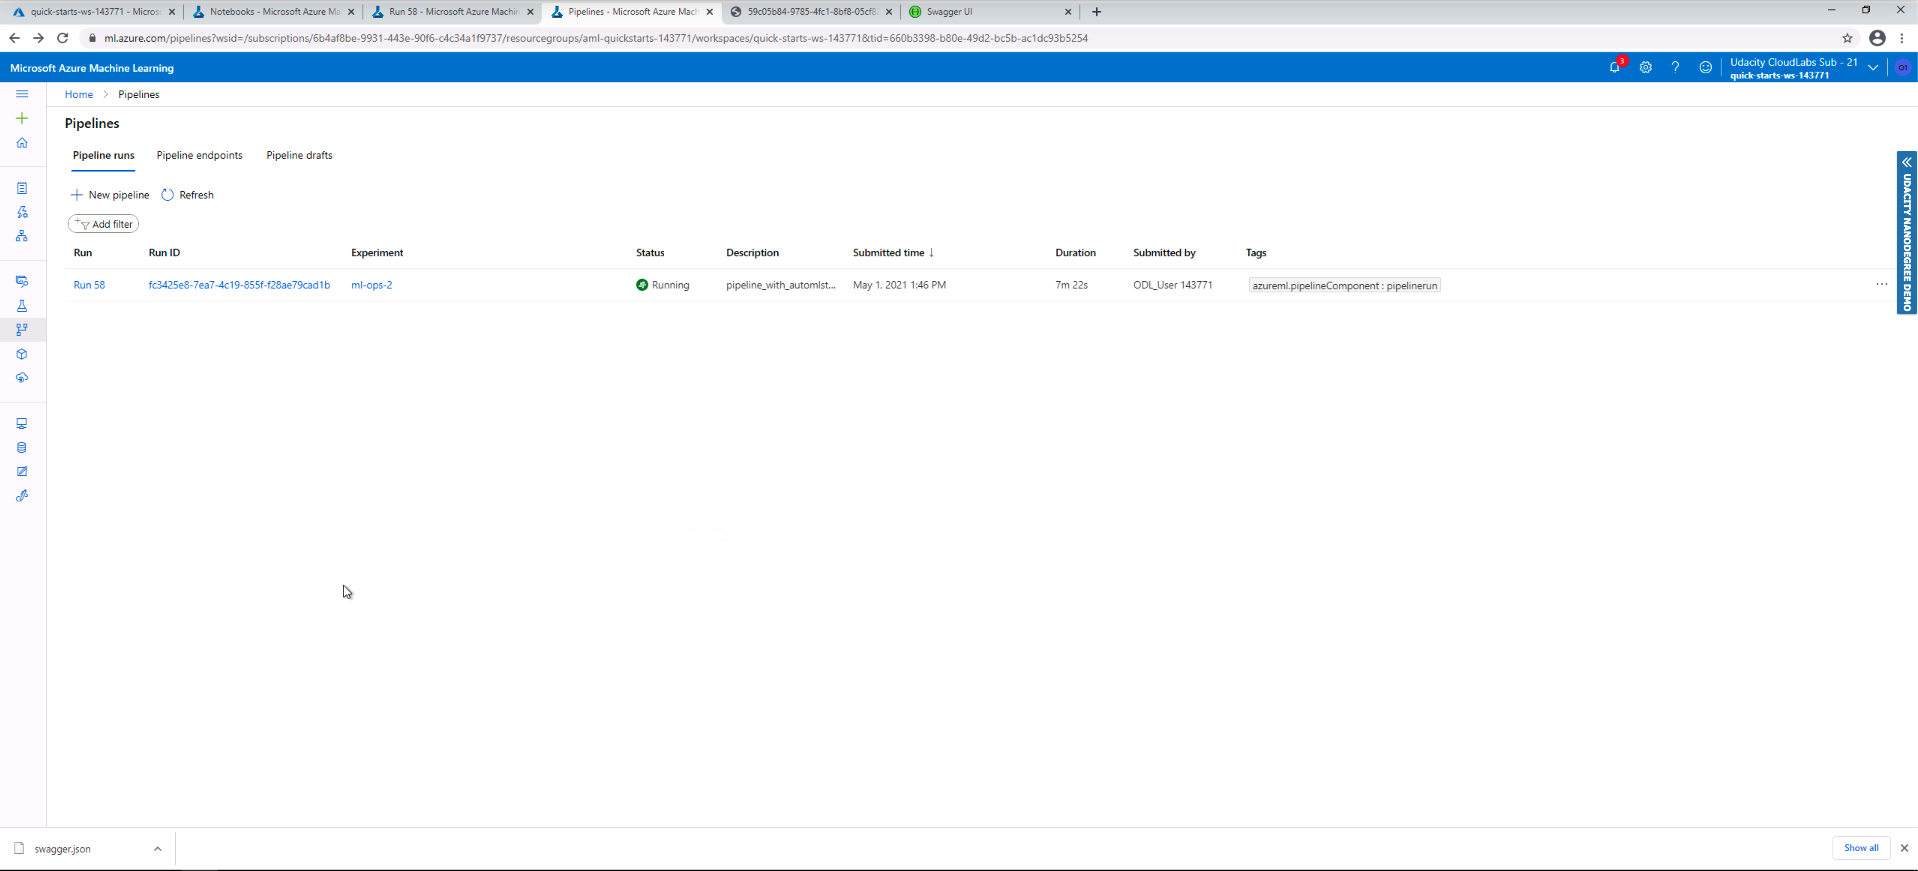 quick-starts-ws-143771 - Micros
Notebooks - Microsoft Azure Ma
Run 58 - Microsoft Azure Machin
Pipelines - Microsoft Azure Mach
59c05b84-9785-4fc1-8bf8-05cf8
Swagger UI
ml.azure.com/pipelines?wsid=/subscriptions/6b4af8be-9931-443e-90f6-c4c34a1f9737/resourcegroups/aml-quickstarts-143771/workspaces/quick-starts-ws-143771&tid=660b3398-b80e-49d2-bc5b-ac1dc93b5254
Microsoft Azure Machine Learning
3
Udacity CloudLabs Sub - 21
quick-starts-ws-143771
Home > Pipelines
Pipelines
Pipeline runs Pipeline endpoints Pipeline drafts
New pipeline Refresh
Add filter
Run Run ID Experiment Status Description Submitted time ↓ Duration Submitted by Tags
Run 58 fc3425e8-7ea7-4c19-855f-f28ae79cad1b ml-ops-2 Running pipeline_with_automlst... May 1, 2021 1:46 PM 7m 22s ODL_User 143771 azureml.pipelineComponent : pipelinerun
UDACITY NANODEGREE DEMO
swagger.json
Show all